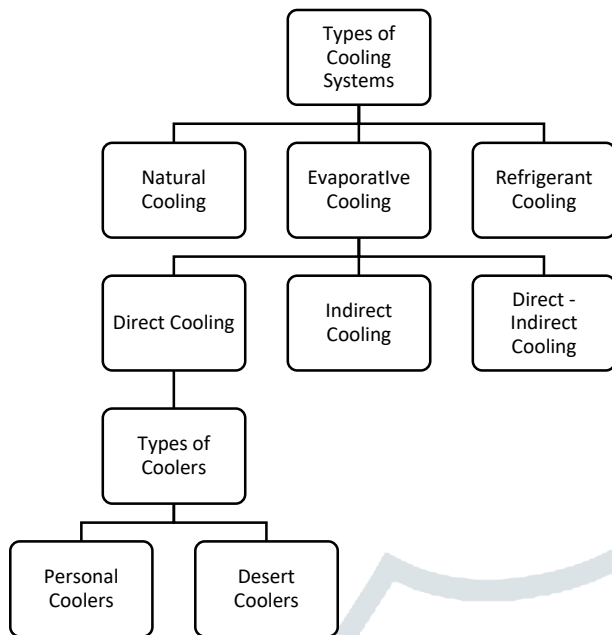 Types of
Cooling
Systems
Natural
Cooling
EvaporatIve
Cooling
Refrigerant
Cooling
Direct Cooling
Indirect
Cooling
Direct -
Indirect
Cooling
Types of
Coolers
Personal
Coolers
Desert
Coolers